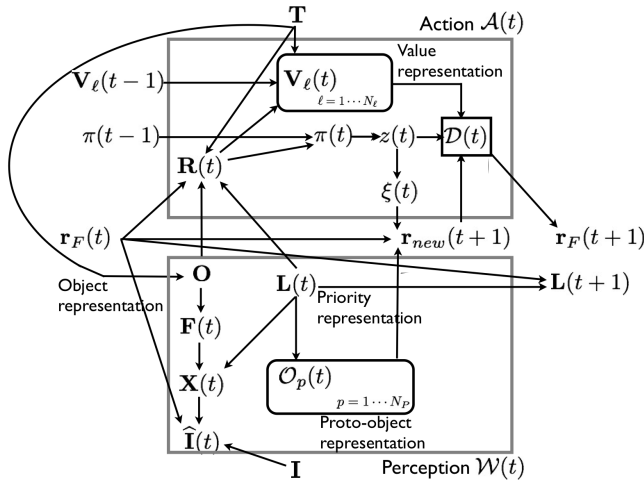 T
Action 𝒜(t)
Value
representation
V_ℓ(t−1)
V_ℓ(t)
ℓ = 1 ··· N_ℓ
π(t−1)
π(t)
z(t)
𝒟(t)
R(t)
ξ(t)
r_F(t)
r_new(t+1)
r_F(t+1)
Object
representation
O
L(t)
Priority
representation
L(t+1)
F(t)
X(t)
𝒪_p(t)
p = 1 ··· N_P
Proto-object
representation
Î(t)
I
Perception 𝒲(t)